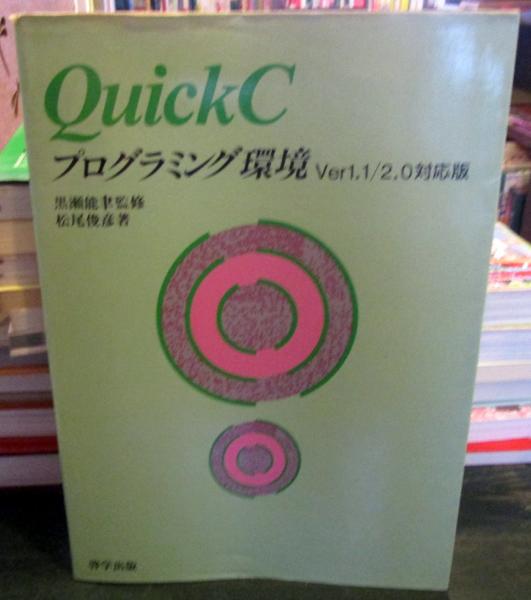 QuickC
プログラミング環境 Ver1.1/2.0対応版
黒瀬能聿監修
松尾俊彦著
啓学出版